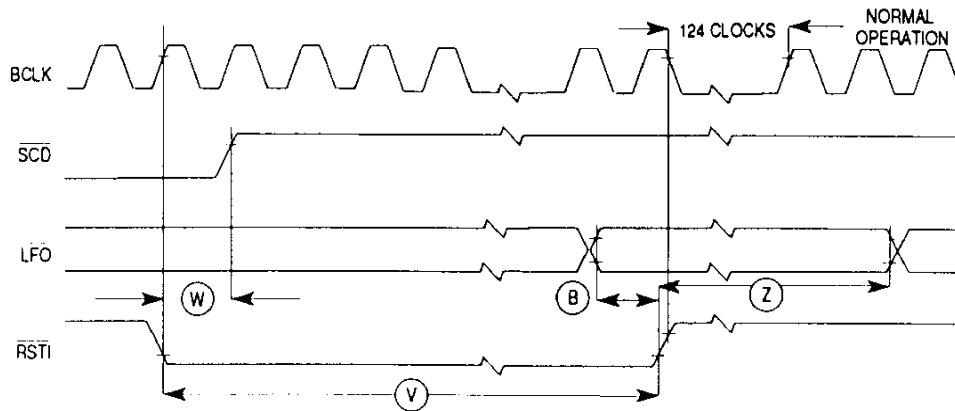 124 CLOCKS
NORMAL
OPERATION
BCLK
SCD
LFO
W
B
Z
RSTI
V